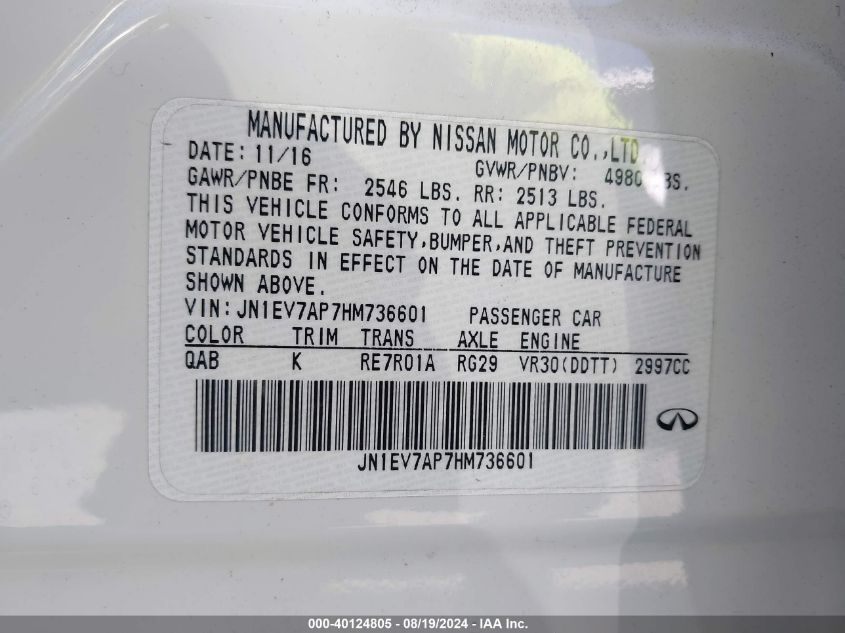 MANUFACTURED BY NISSAN MOTOR CO.,LTD.
DATE: 11/16 GVWR/PNBV: LBS.
GAWR/PNBE FR: 2546 LBS. RR: 2513 LBS.
THIS VEHICLE CONFORMS TO ALL APPLICABLE FEDERAL
MOTOR VEHICLE SAFETY,BUMPER,AND THEFT PREVENTION
STANDARDS IN EFFECT ON THE DATE OF MANUFACTURE
SHOWN ABOVE.
VIN:JN1EV7AP7HM736601 PASSENGER CAR
COLOR TRIM TRANS AXLE ENGINE
QAB K RE7R01A RG29 VR30(DDTT) 2997CC
JN1EV7AP7HM736601
000-40124805 - 08/19/2024 - IAA Inc.